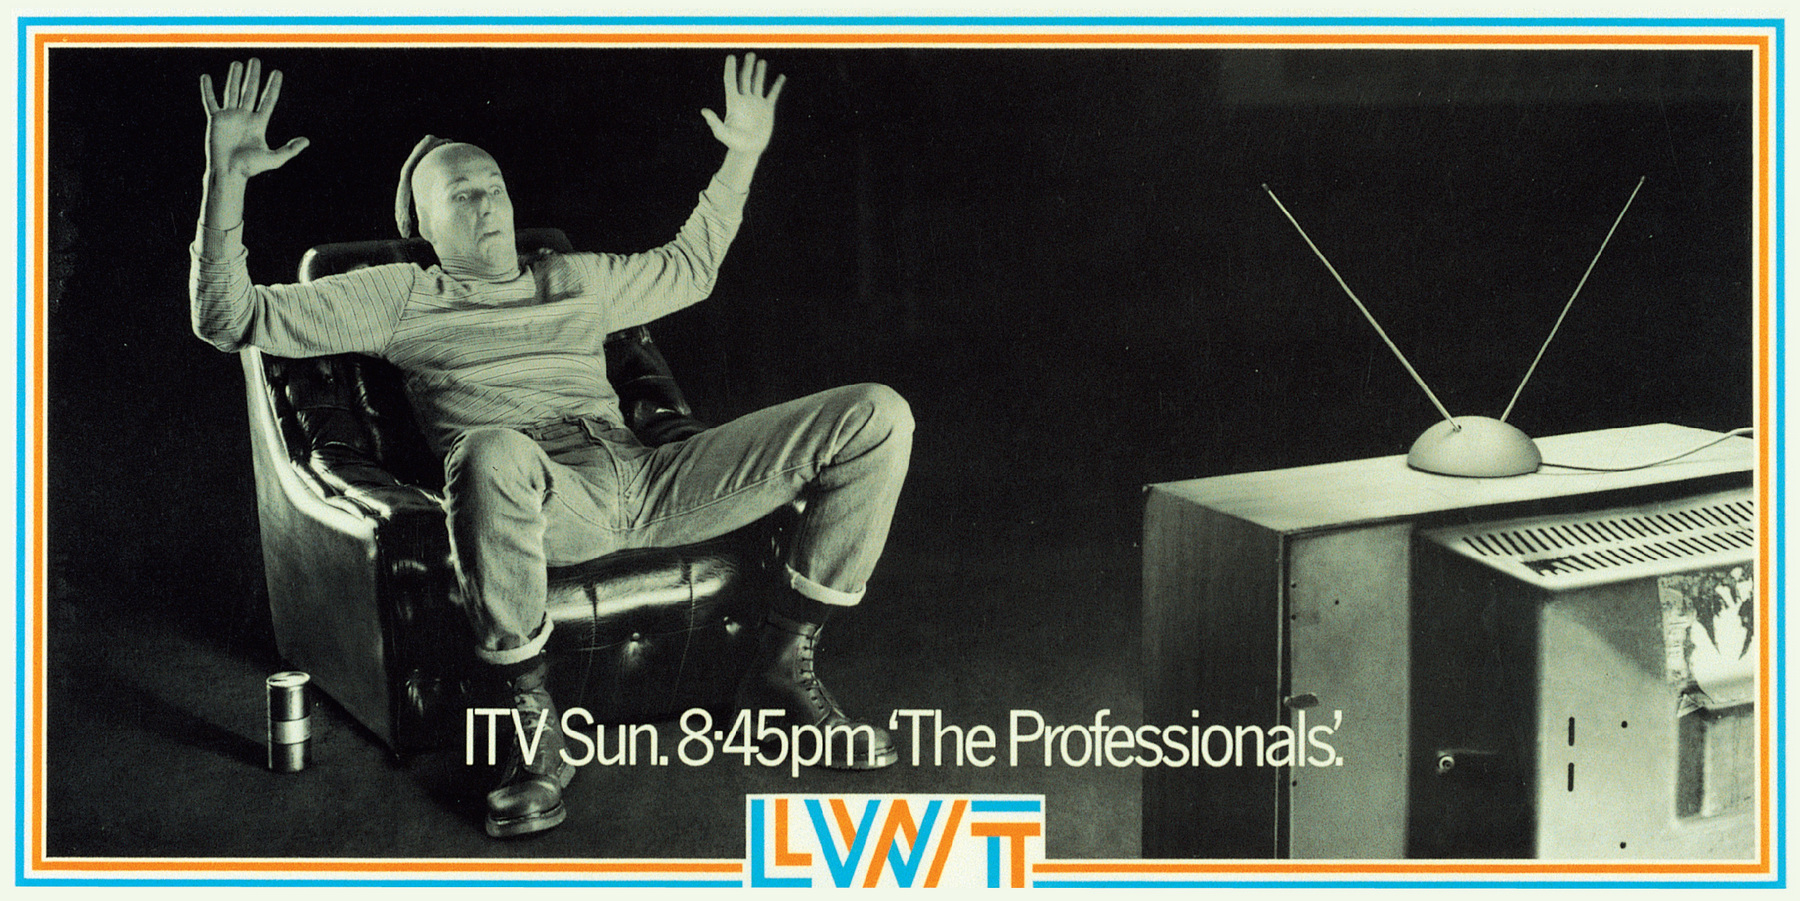 ITV Sun. 8·45pm. ‘The Professionals’.
LWT